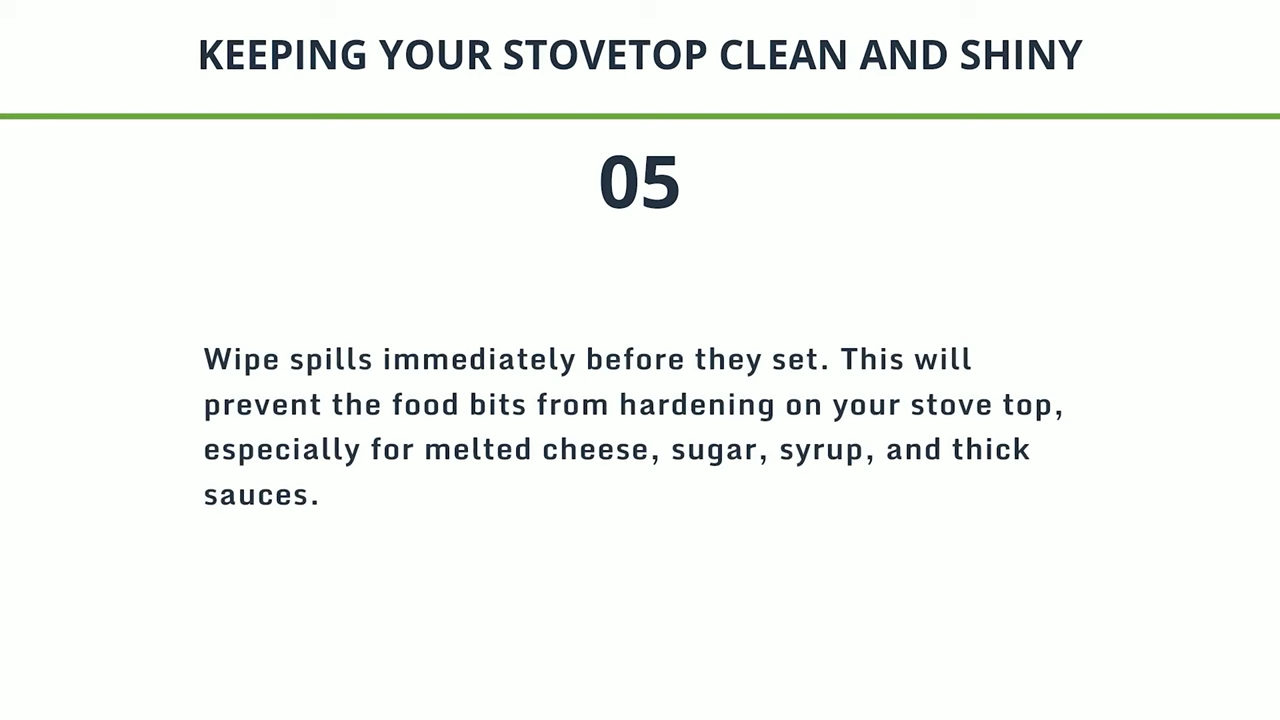 KEEPING YOUR STOVETOP CLEAN AND SHINY
05
Wipe spills immediately before they set. This will
prevent the food bits from hardening on your stove top,
especially for melted cheese, sugar, syrup, and thick
sauces.